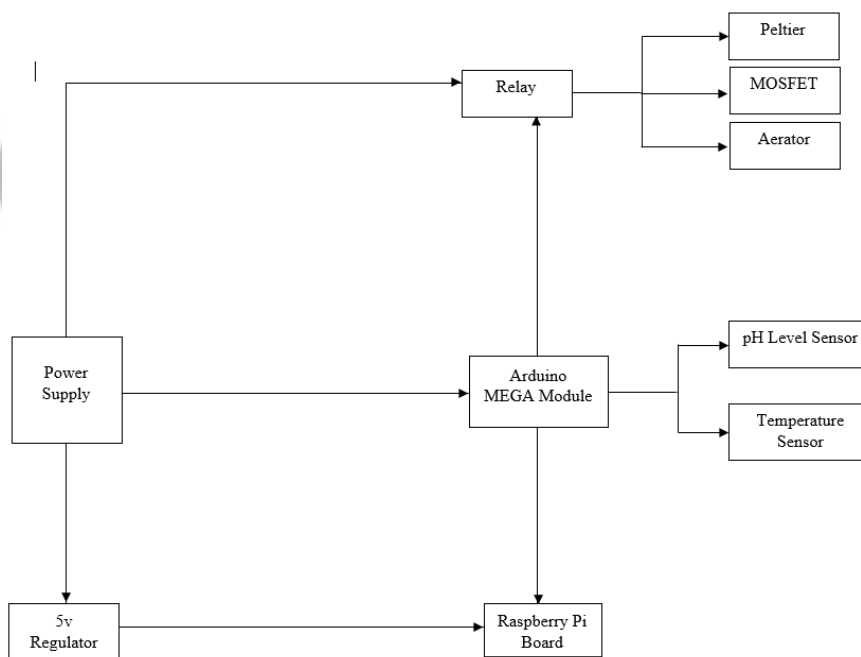 Peltier
Relay
MOSFET
Aerator
pH Level Sensor
Power
Supply
Arduino
MEGA Module
Temperature
Sensor
5v
Regulator
Raspberry Pi
Board